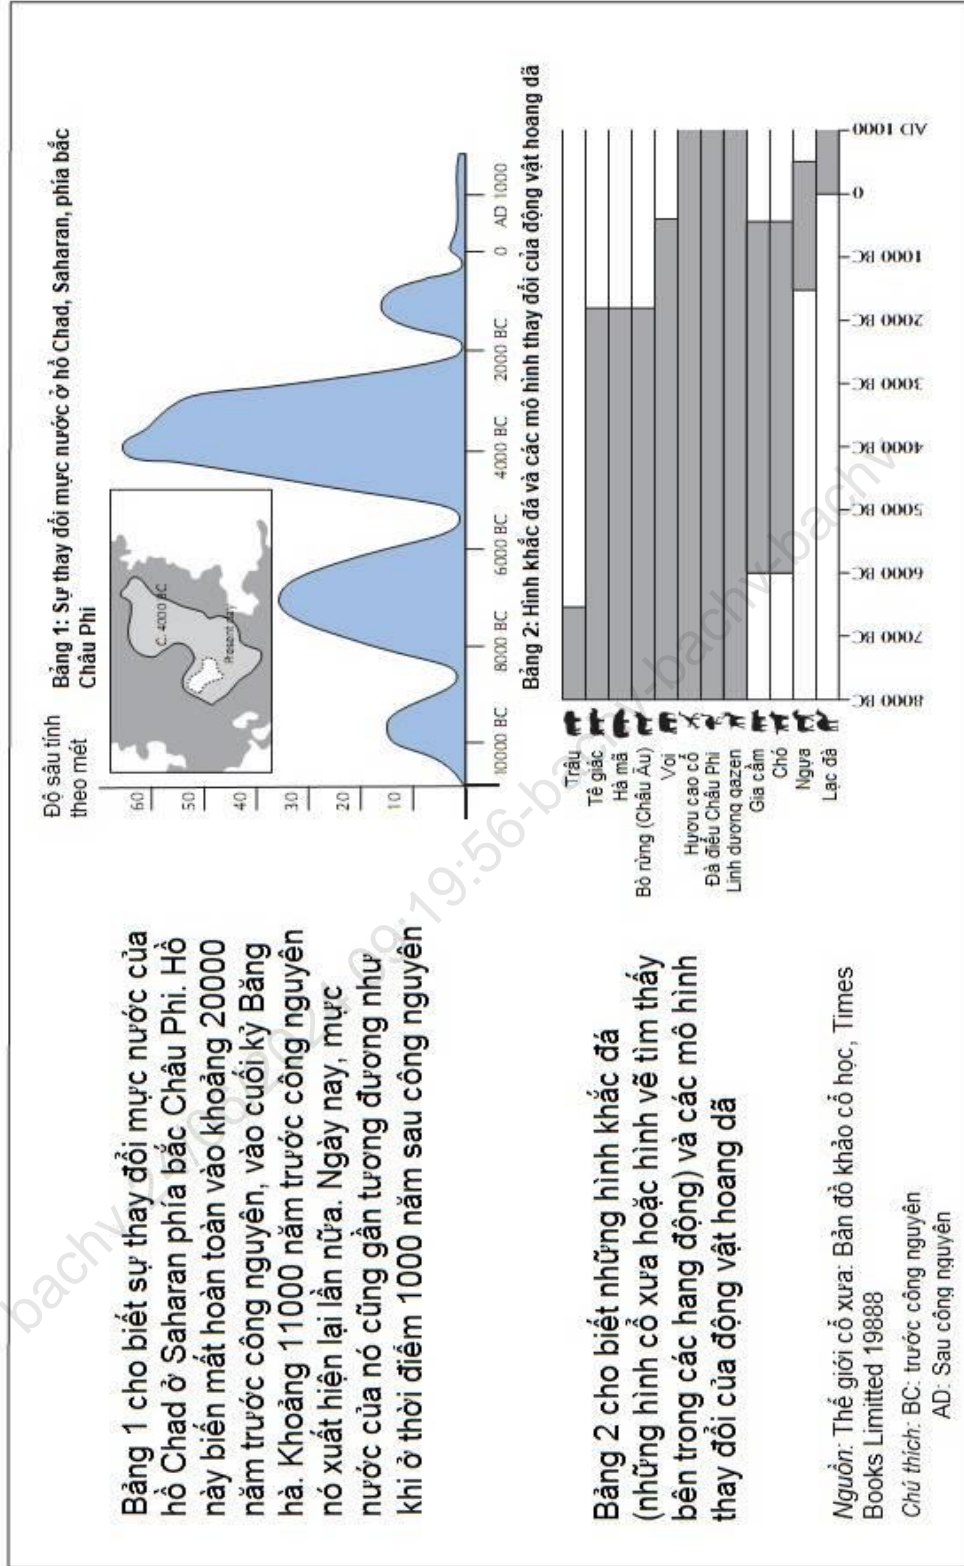 Bảng 1 cho biết sự thay đổi mực nước của
hồ Chad ở Saharan phía bắc Châu Phi. Hồ
này biến mất hoàn toàn vào khoảng 20000
năm trước công nguyên, vào cuối kỷ Băng
hà. Khoảng 11000 năm trước công nguyên
nó xuất hiện lại lần nữa. Ngày nay, mực
nước của nó cũng gần tương đương như
khi ở thời điểm 1000 năm sau công nguyên
Độ sâu tính
theo mét
Bảng 1: Sự thay đổi mực nước ở hồ Chad, Saharan, phía bắc
Châu Phi
C. 4000 BC
Present day
60
50
40
30
20
10
10000 BC
8000 BC
6000 BC
4000 BC
2000 BC
0
AD 1000
Bảng 2 cho biết những hình khắc đá
(những hình cổ xưa hoặc hình vẽ tìm thấy
bên trong các hang động) và các mô hình
thay đổi của động vật hoang dã
Bảng 2: Hình khắc đá và các mô hình thay đổi của động vật hoang dã
Trâu
Tê giác
Hà mã
Bò rừng (Châu Âu)
Voi
Hươu cao cổ
Đà điểu Châu Phi
Linh dương gazen
Gia cầm
Chó
Ngựa
Lạc đà
8000 BC
7000 BC
6000 BC
5000 BC
4000 BC
3000 BC
2000 BC
1000 BC
0
AD 1000
Nguồn: Thế giới cổ xưa: Bản đồ khảo cổ học, Times
Books Limitted 19888
Chú thích: BC: trước công nguyên
AD: Sau công nguyên